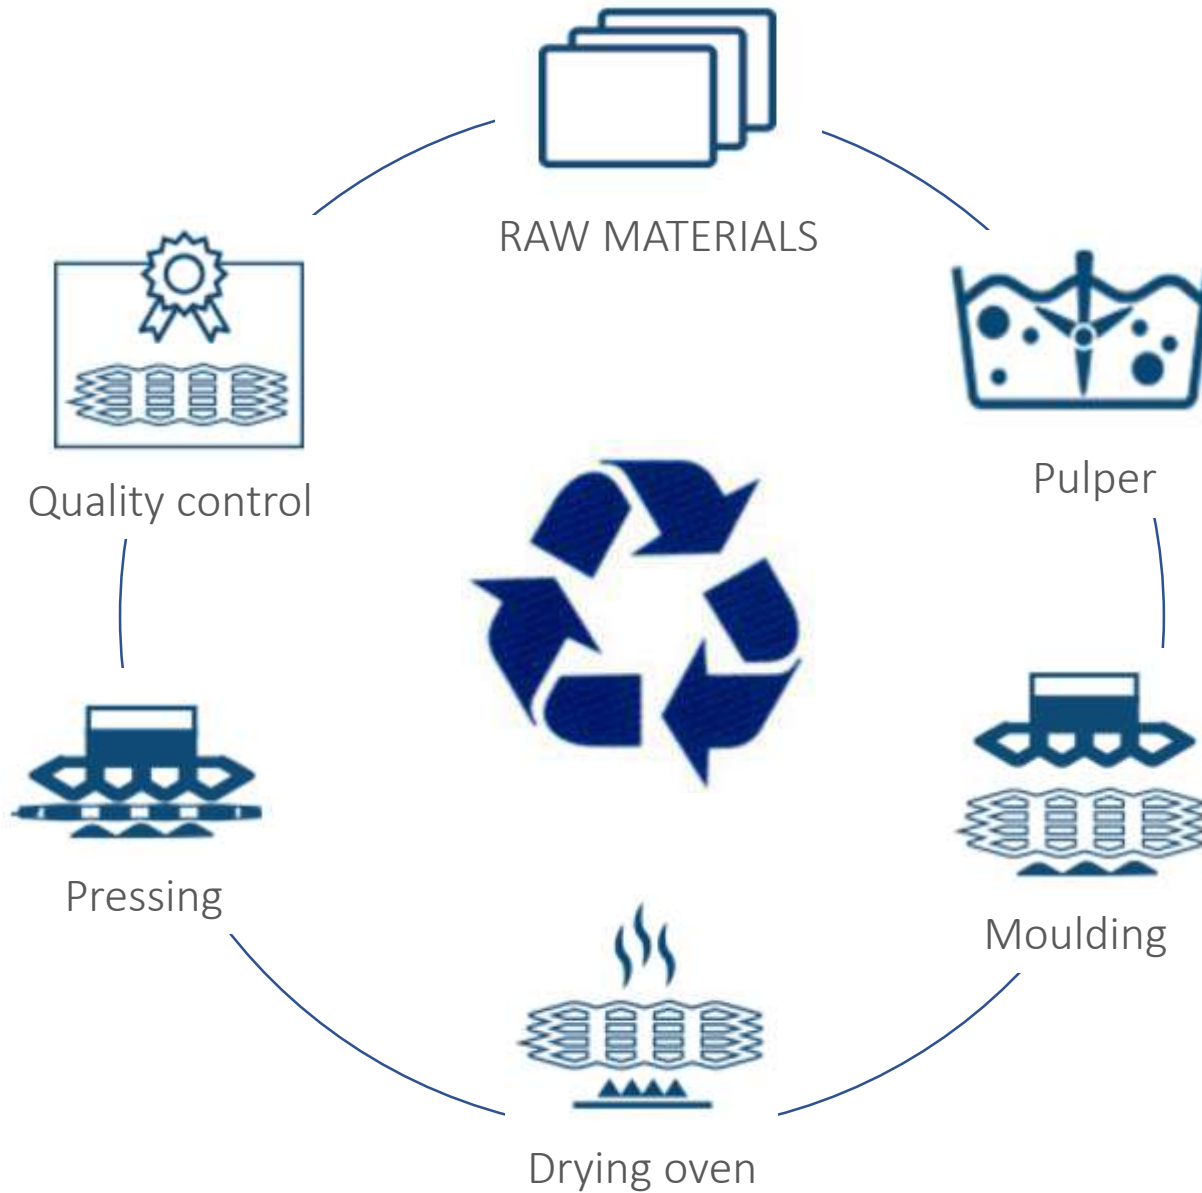 RAW MATERIALS
Pulper
Moulding
Drying oven
Pressing
Quality control